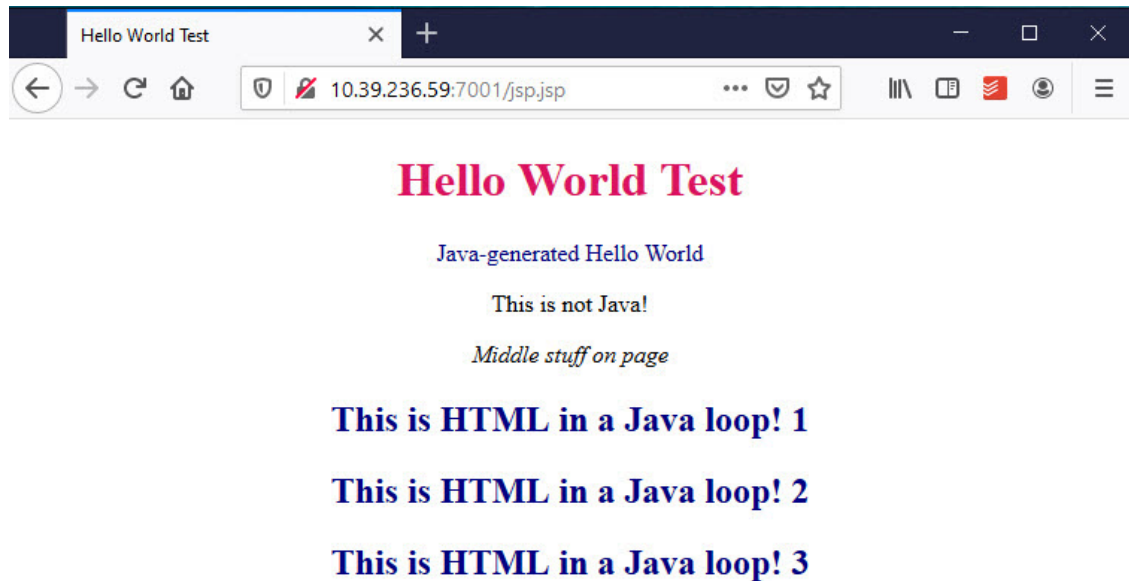 Hello World Test
10.39.236.59:7001/jsp.jsp
Hello World Test
Java-generated Hello World
This is not Java!
Middle stuff on page
This is HTML in a Java loop! 1
This is HTML in a Java loop! 2
This is HTML in a Java loop! 3